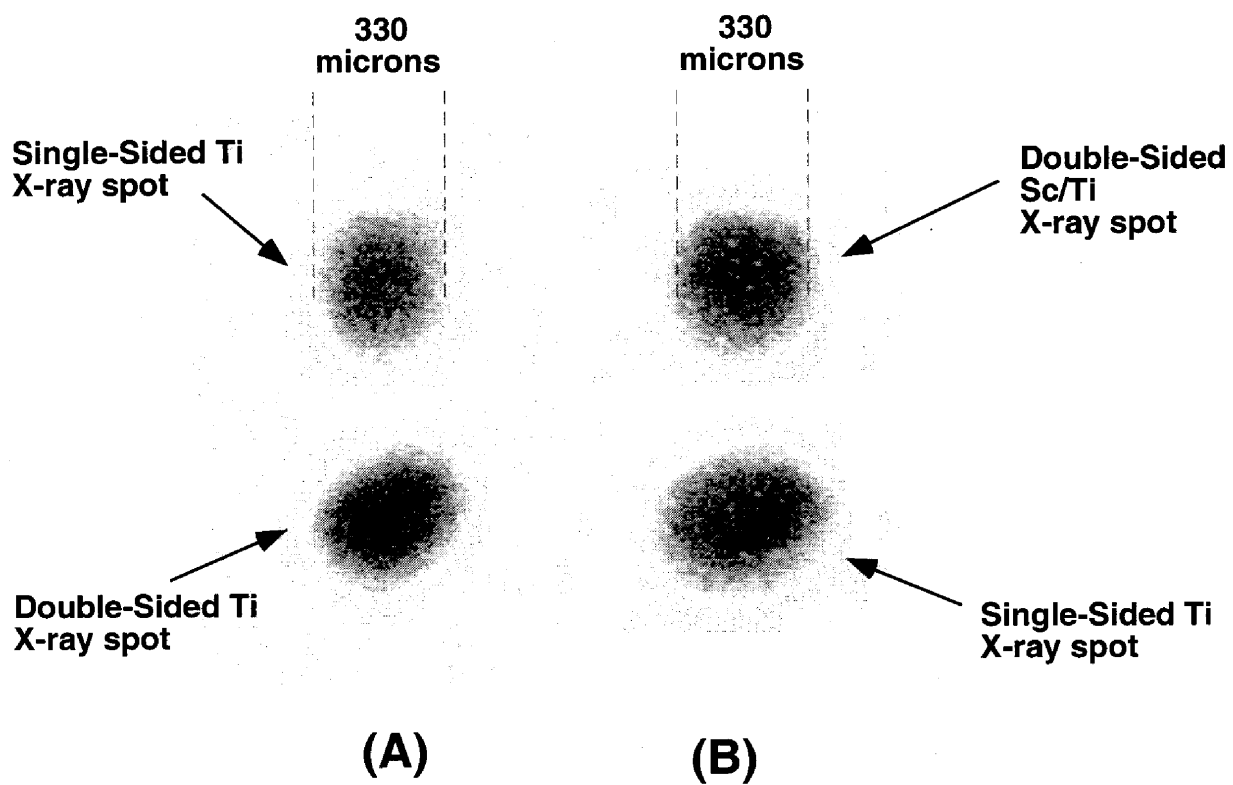 330
microns
330
microns
Single-Sided Ti
X-ray spot
Double-Sided
Sc/Ti
X-ray spot
Double-Sided Ti
X-ray spot
Single-Sided Ti
X-ray spot
(A)
(B)